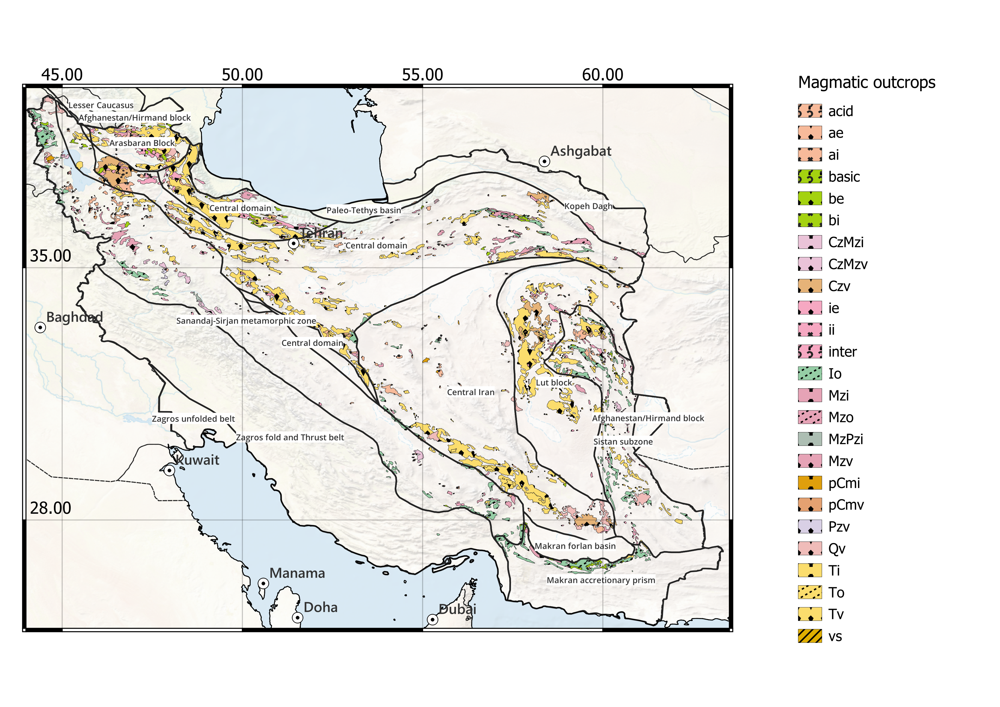 45.00 50.00 55.00 60.00
Lesser Caucasus
Afghanestan/Hirmand block
Arasbaran Block
Ashgabat
Kopeh Dagh
Central domain
Paleo-Tethys basin
Tehran
Central domain
35.00
Baghdad
Sanandaj-Sirjan metamorphic zone
Central domain
Lut block
Central Iran
Zagros unfolded belt
Afghanestan/Hirmand block
Zagros fold and Thrust belt
Sistan subzone
Kuwait
28.00
Makran forlan basin
Manama
Makran accretionary prism
Doha
Dubai
Magmatic outcrops
acid
ae
ai
basic
be
bi
CzMzi
CzMzv
Czv
ie
ii
inter
Io
Mzi
Mzo
MzPzi
Mzv
pCmi
pCmv
Pzv
Qv
Ti
To
Tv
vs